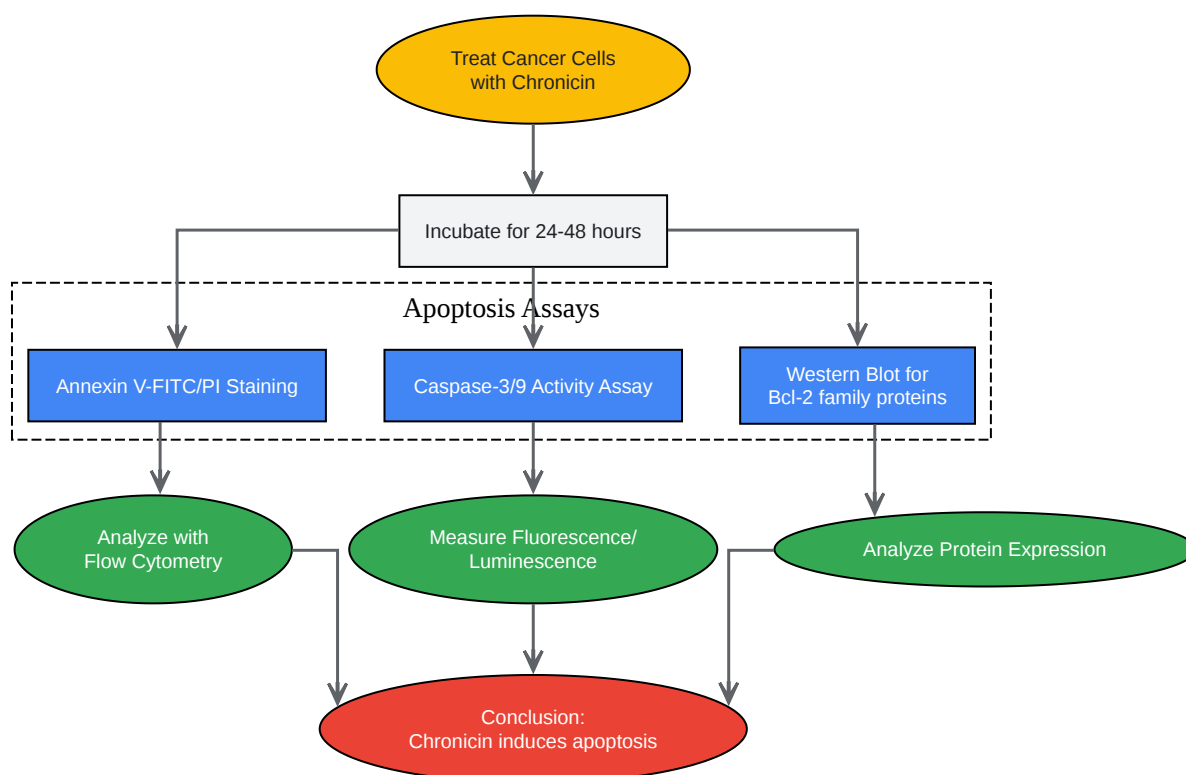 Treat Cancer Cells
with Chronicin
Incubate for 24-48 hours
Apoptosis Assays
Annexin V-FITC/PI Staining
Caspase-3/9 Activity Assay
Western Blot for
Bcl-2 family proteins
Analyze with
Flow Cytometry
Measure Fluorescence/
Luminescence
Analyze Protein Expression
Conclusion:
Chronicin induces apoptosis